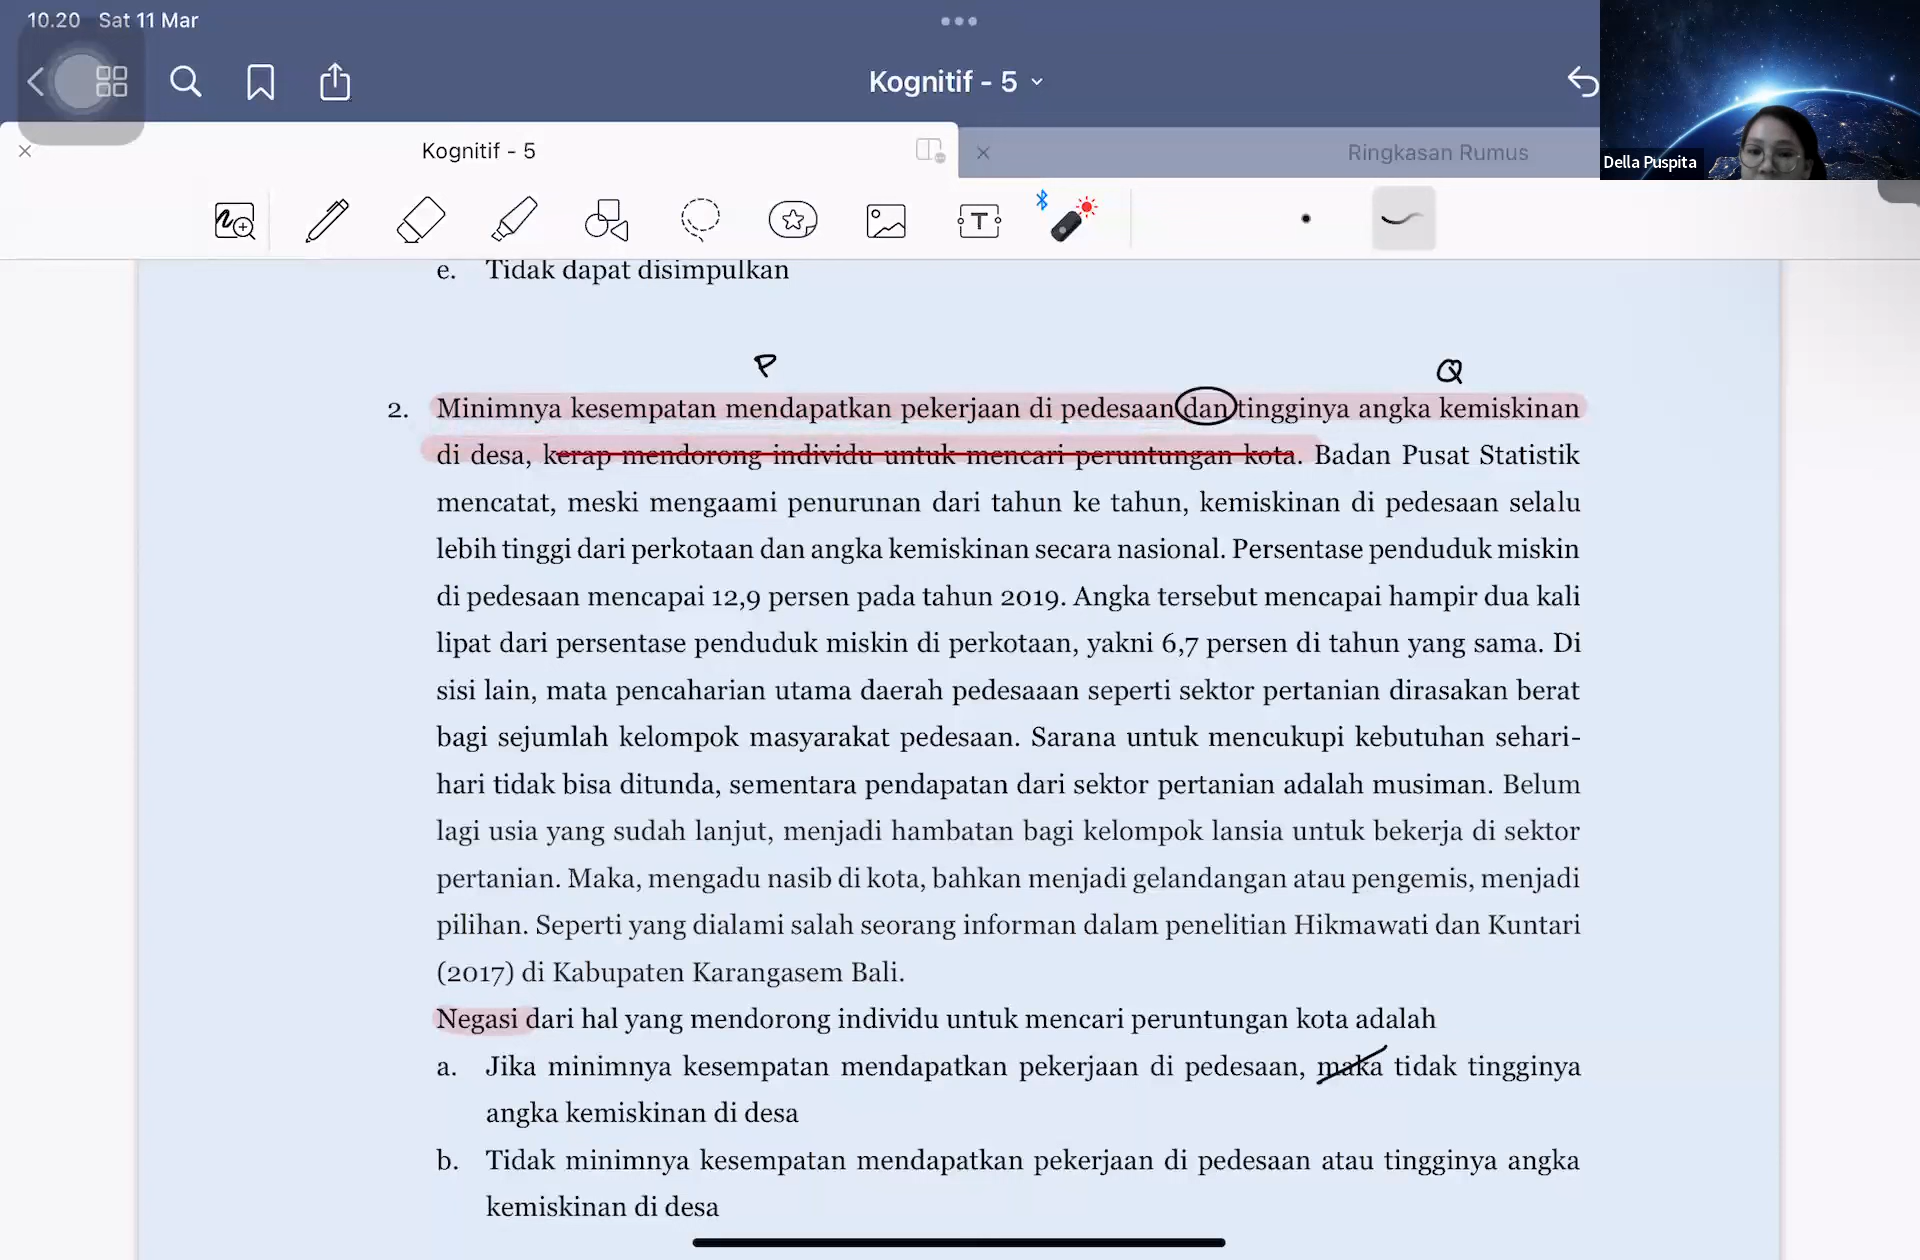 10.20 Sat 11 Mar
Kognitif - 5
Kognitif - 5
Ringkasan Rumus
Della Puspita
T
e. Tidak dapat disimpulkan
P
Q
2. Minimnya kesempatan mendapatkan pekerjaan di pedesaan dan tingginya angka kemiskinan
di desa, kerap mendorong individu untuk mencari peruntungan kota. Badan Pusat Statistik
mencatat, meski mengaami penurunan dari tahun ke tahun, kemiskinan di pedesaan selalu
lebih tinggi dari perkotaan dan angka kemiskinan secara nasional. Persentase penduduk miskin
di pedesaan mencapai 12,9 persen pada tahun 2019. Angka tersebut mencapai hampir dua kali
lipat dari persentase penduduk miskin di perkotaan, yakni 6,7 persen di tahun yang sama. Di
sisi lain, mata pencaharian utama daerah pedesaaan seperti sektor pertanian dirasakan berat
bagi sejumlah kelompok masyarakat pedesaan. Sarana untuk mencukupi kebutuhan sehari-
hari tidak bisa ditunda, sementara pendapatan dari sektor pertanian adalah musiman. Belum
lagi usia yang sudah lanjut, menjadi hambatan bagi kelompok lansia untuk bekerja di sektor
pertanian. Maka, mengadu nasib di kota, bahkan menjadi gelandangan atau pengemis, menjadi
pilihan. Seperti yang dialami salah seorang informan dalam penelitian Hikmawati dan Kuntari
(2017) di Kabupaten Karangasem Bali.
Negasi dari hal yang mendorong individu untuk mencari peruntungan kota adalah
a. Jika minimnya kesempatan mendapatkan pekerjaan di pedesaan, maka tidak tingginya
angka kemiskinan di desa
b. Tidak minimnya kesempatan mendapatkan pekerjaan di pedesaan atau tingginya angka
kemiskinan di desa